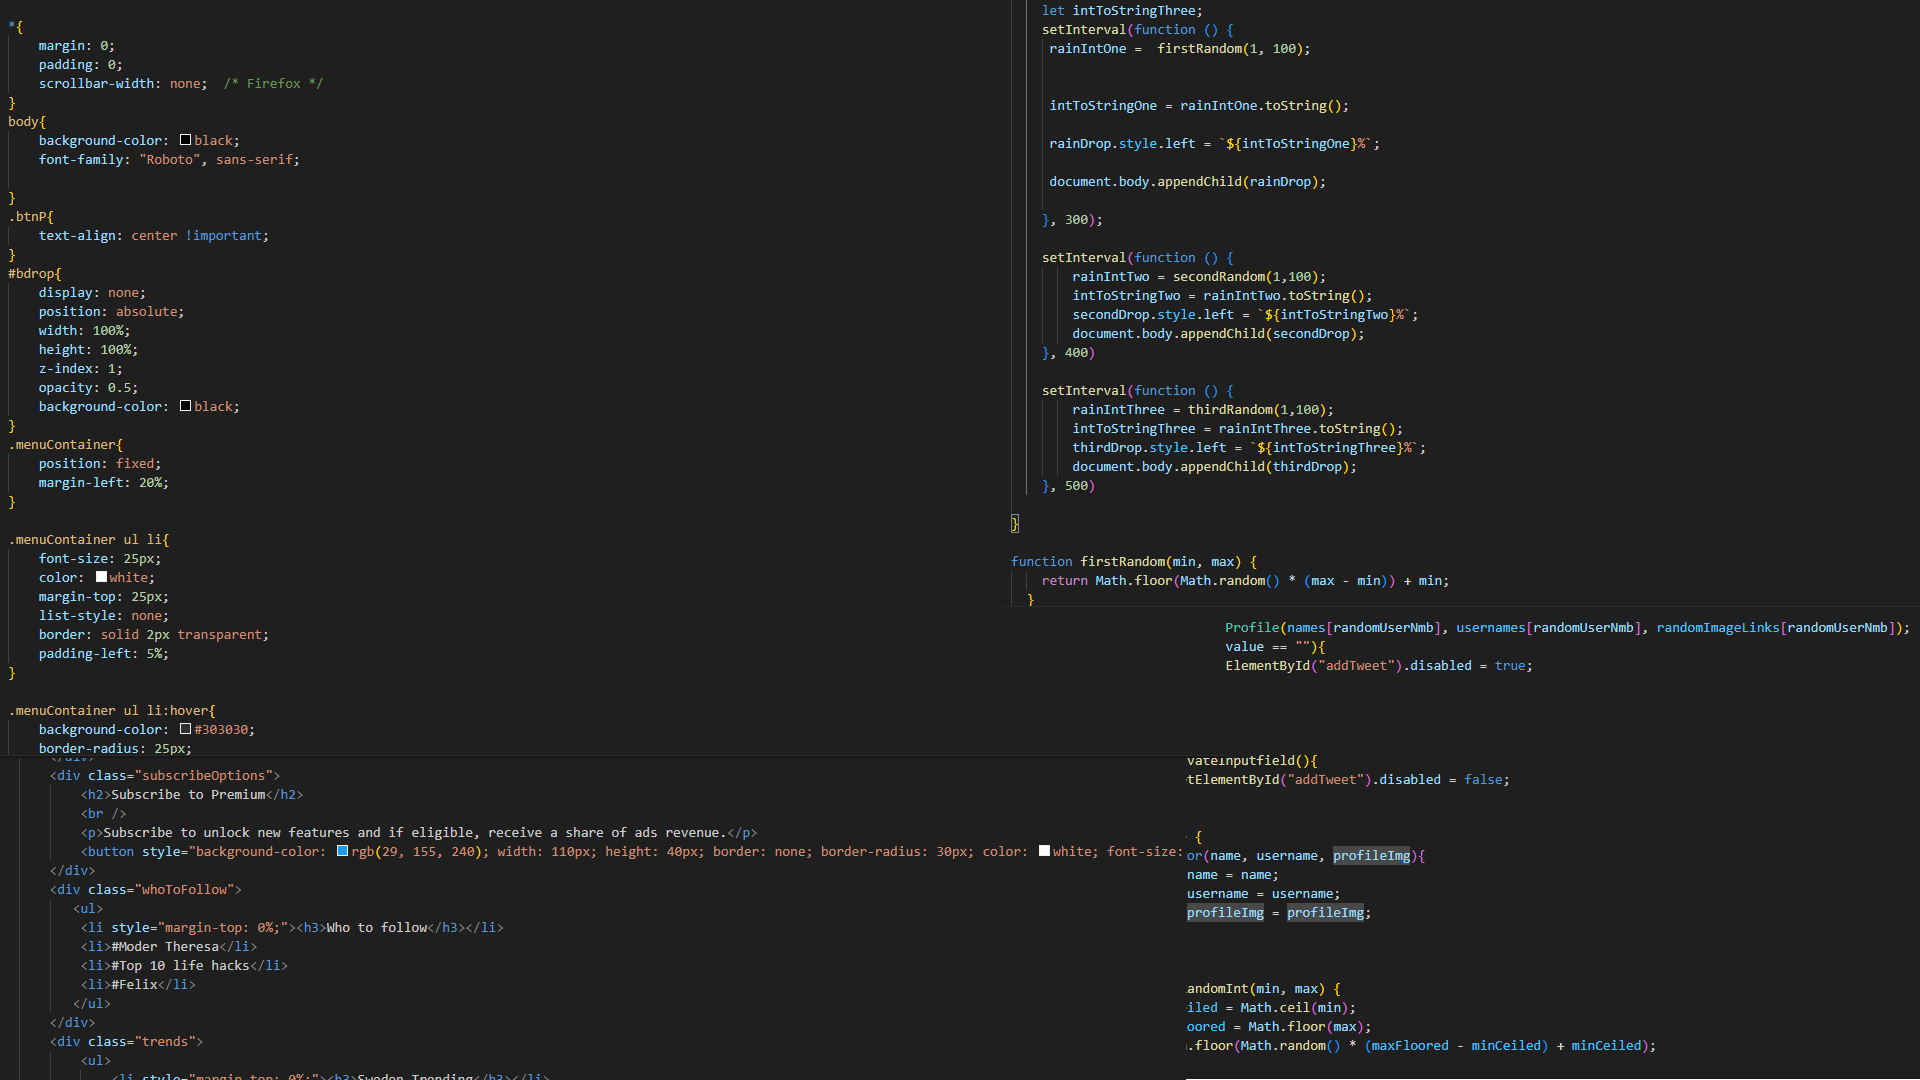 *{
margin: 0;
padding: 0;
scrollbar-width: none;  /* Firefox */
}
body{
background-color: black;
font-family: "Roboto", sans-serif;
}
.btnP{
text-align: center !important;
}
#bdrop{
display: none;
position: absolute;
width: 100%;
height: 100%;
z-index: 1;
opacity: 0.5;
background-color: black;
}
.menuContainer{
position: fixed;
margin-left: 20%;
}
.menuContainer ul li{
font-size: 25px;
color: white;
margin-top: 25px;
list-style: none;
border: solid 2px transparent;
padding-left: 5%;
}
.menuContainer ul li:hover{
background-color: #303030;
border-radius: 25px;
let intToStringThree;
setInterval(function () {
rainIntOne =  firstRandom(1, 100);
intToStringOne = rainIntOne.toString();
rainDrop.style.left = `${intToStringOne}%`;
document.body.appendChild(rainDrop);
}, 300);
setInterval(function () {
rainIntTwo = secondRandom(1,100);
intToStringTwo = rainIntTwo.toString();
secondDrop.style.left = `${intToStringTwo}%`;
document.body.appendChild(secondDrop);
}, 400)
setInterval(function () {
rainIntThree = thirdRandom(1,100);
intToStringThree = rainIntThree.toString();
thirdDrop.style.left = `${intToStringThree}%`;
document.body.appendChild(thirdDrop);
}, 500)
}
function firstRandom(min, max) {
return Math.floor(Math.random() * (max - min)) + min;
}
Profile(names[randomUserNmb], usernames[randomUserNmb], randomImageLinks[randomUserNmb]);
value == ""){
ElementById("addTweet").disabled = true;
</div>
<div class="subscribeOptions">
<h2>Subscribe to Premium</h2>
<br />
<p>Subscribe to unlock new features and if eligible, receive a share of ads revenue.</p>
<button style="background-color: rgb(29, 155, 240); width: 110px; height: 40px; border: none; border-radius: 30px; color: white; font-size:
</div>
<div class="whoToFollow">
<ul>
<li style="margin-top: 0%;"><h3>Who to follow</h3></li>
<li>#Moder Theresa</li>
<li>#Top 10 life hacks</li>
<li>#Felix</li>
</ul>
</div>
<div class="trends">
<ul>
<li style="margin-top: 0%;"><h3>Sweden Trending</h3></li>
vateInputfield(){
tElementById("addTweet").disabled = false;
{
or(name, username, profileImg){
name = name;
username = username;
profileImg = profileImg;
andomInt(min, max) {
iled = Math.ceil(min);
oored = Math.floor(max);
.floor(Math.random() * (maxFloored - minCeiled) + minCeiled);